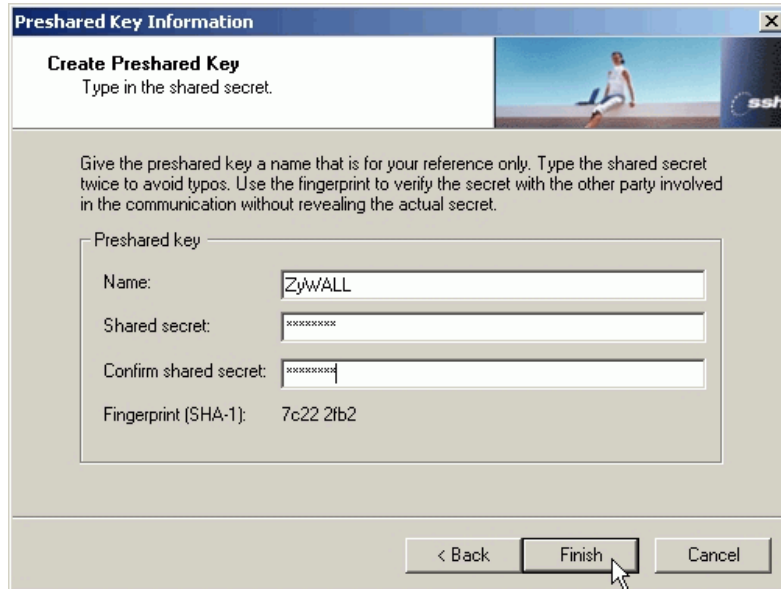 Preshared Key Information
Create Preshared Key
Type in the shared secret.
ssh
Give the preshared key a name that is for your reference only. Type the shared secret
twice to avoid typos. Use the fingerprint to verify the secret with the other party involved
in the communication without revealing the actual secret.
Preshared key
Name: ZyWALL
Shared secret: ********
Confirm shared secret: ********
Fingerprint (SHA-1): 7c22 2fb2
< Back Finish Cancel